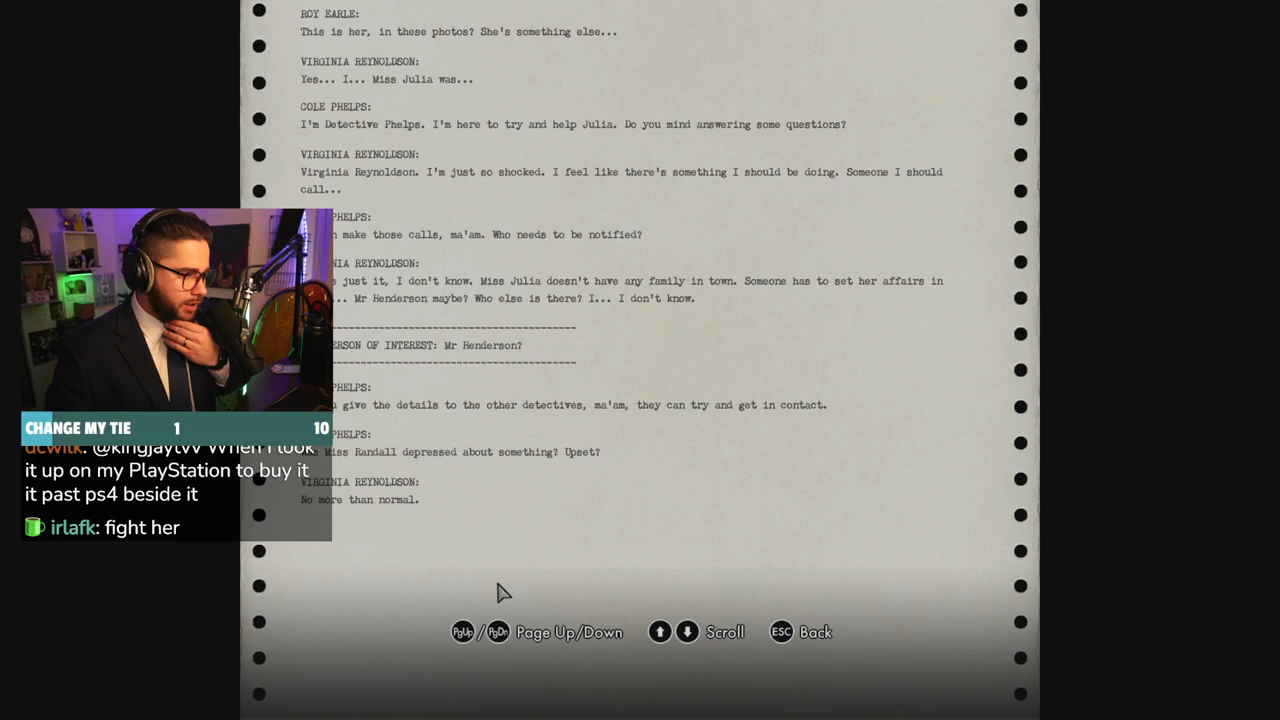 ROY EARLE:
This is her, in these photos? She's something else...
VIRGINIA REYNOLDSON:
Yes... I... Miss Julia was...
COLE PHELPS:
I'm Detective Phelps. I'm here to try and help Julia. Do you mind answering some questions?
VIRGINIA REYNOLDSON:
Virginia Reynoldson. I'm just so shocked. I feel like there's something I should be doing. Someone I should
call...
PHELPS:
make those calls, ma'am. Who needs to be notified?
REYNOLDSON:
just it, I don't know. Miss Julia doesn't have any family in town. Someone has to set her affairs in
... Mr Henderson maybe? Who else is there? I... I don't know.
----------------------------------------
ERSON OF INTEREST: Mr Henderson?
----------------------------------------
PHELPS:
give the details to the other detectives, ma'am, they can try and get in contact.
PHELPS:
Miss Randall depressed about something? Upset?
VIRGINIA REYNOLDSON:
No more than normal.
CHANGE MY TIE 1 10
dcwilk: @kingjaytvv When I look
it up on my PlayStation to buy it
it past ps4 beside it
irlafk: fight her
PgUp / PgDn Page Up/Down Scroll ESC Back